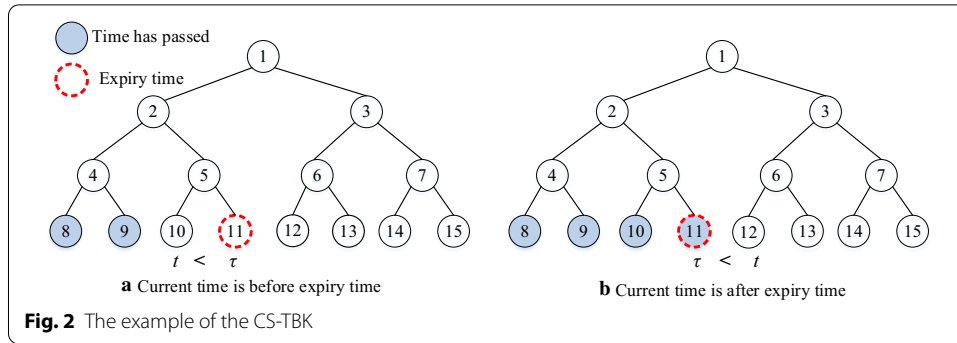 Time has passed
Expiry time
1 1
2 3 2 3
4 5 6 7 4 5 6 7
8 9 10 11 12 13 14 15 8 9 10 11 12 13 14 15
t < τ τ < t
a Current time is before expiry time b Current time is after expiry time
Fig. 2 The example of the CS-TBK